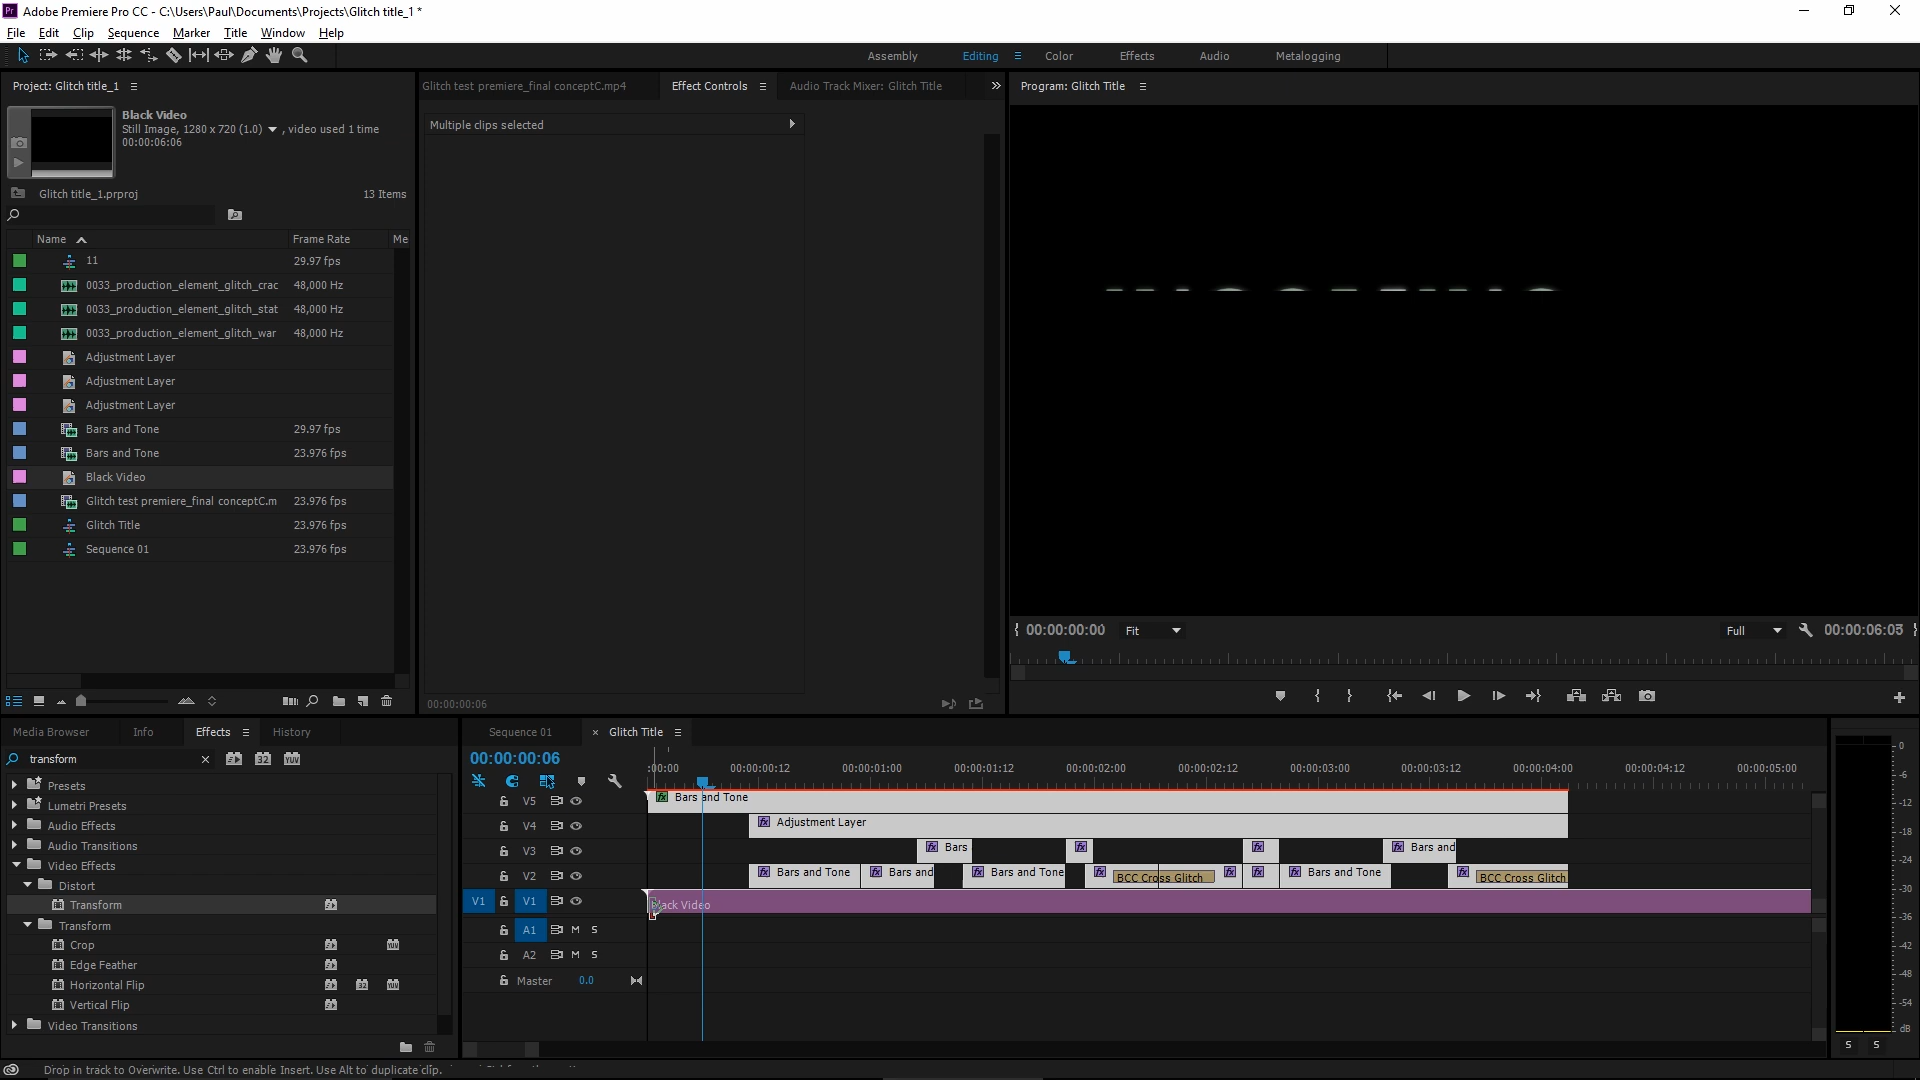 Adobe Premiere Pro CC - C:\Users\Paul\Documents\Projects\Glitch title_1 *
File Edit Clip Sequence Marker Title Window Help
Assembly Editing Color Effects Audio Metalogging
Project: Glitch title_1
Black Video
Still Image, 1280 x 720 (1.0) , video used 1 time
00:00:06:06
Glitch title_1.prproj 13 Items
Name Frame Rate Me
11 29.97 fps
0033_production_element_glitch_crac 48,000 Hz
0033_production_element_glitch_stat 48,000 Hz
0033_production_element_glitch_war 48,000 Hz
Adjustment Layer
Adjustment Layer
Adjustment Layer
Bars and Tone 29.97 fps
Bars and Tone 23.976 fps
Black Video
Glitch test premiere_final conceptC.m 23.976 fps
Glitch Title 23.976 fps
Sequence 01 23.976 fps
Glitch test premiere_final conceptC.mp4 Effect Controls Audio Track Mixer: Glitch Title
Multiple clips selected
00:00:00:06
Program: Glitch Title
00:00:00:00 Fit Full 00:00:06:05
Media Browser Info Effects History
transform
Presets
Lumetri Presets
Audio Effects
Audio Transitions
Video Effects
Distort
Transform
Transform
Crop
Edge Feather
Horizontal Flip
Vertical Flip
Video Transitions
Sequence 01 Glitch Title
00:00:00:06
:00:00 00:00:00:12 00:00:01:00 00:00:01:12 00:00:02:00 00:00:02:12 00:00:03:00 00:00:03:12 00:00:04:00 00:00:04:12 00:00:05:00
V5 Bars and Tone
V4 Adjustment Layer
V3 Bars Bars and
V2 Bars and Tone Bars and Bars and Tone BCC Cross Glitch Bars and Tone BCC Cross Glitch
V1 V1 Black Video
A1 M S
A2 M S
Master 0.0
0
-6
-12
-18
-24
-30
-36
-42
-48
-54
dB
S S
Drop in track to Overwrite. Use Ctrl to enable Insert. Use Alt to duplicate clip.